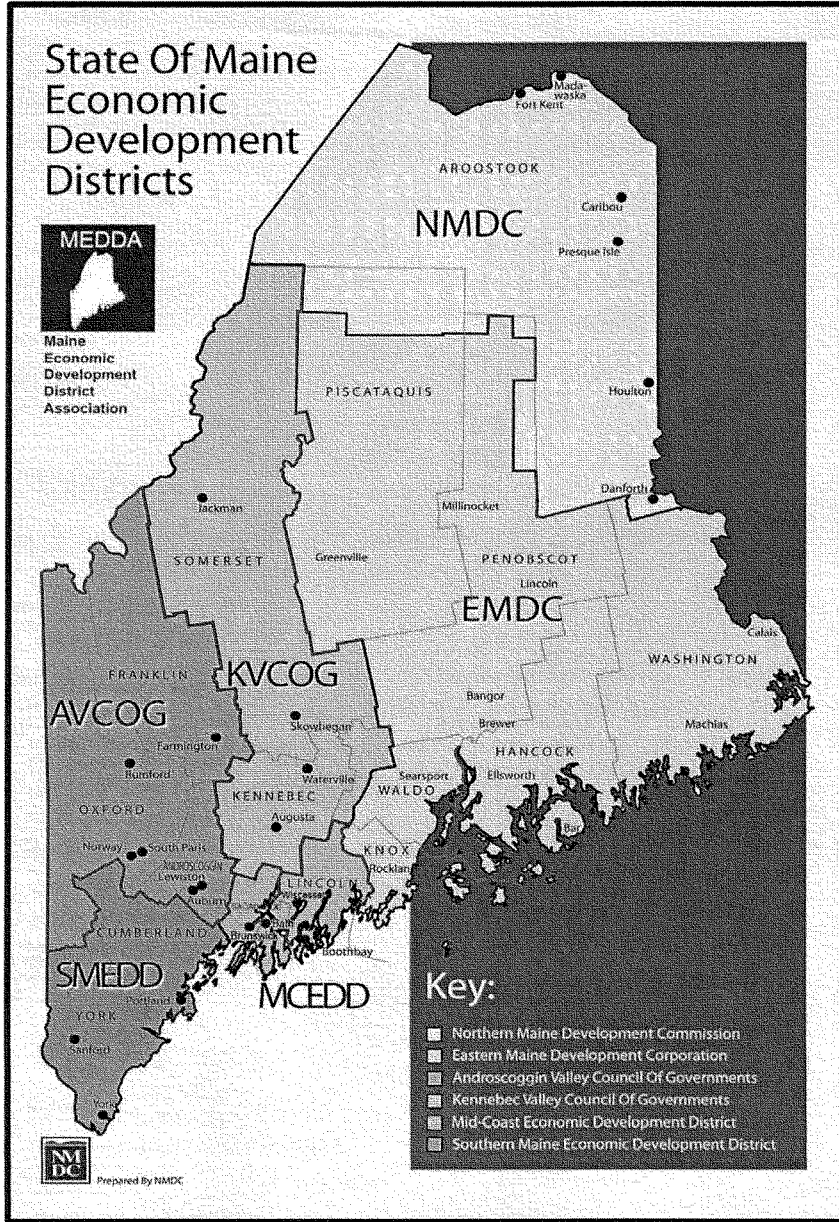 State Of Maine
Economic
Development
Districts
MEDDA
Maine
Economic
Development
District
Association
Mada-
waska
Fort Kent
AROOSTOOK
Caribou
NMDC
Presque Isle
PISCATAQUIS
Houlton
Danforth
Jackman
Millinocket
SOMERSET
Greenville
PENOBSCOT
Lincoln
EMDC
Calais
FRANKLIN
KVCOG
WASHINGTON
AVCOG
Bangor
Skowhegan
Brewer
Machias
Farmington
HANCOCK
Rumford
Waterville
Searsport
Ellsworth
KENNEBEC
WALDO
OXFORD
Augusta
Bar
Norway
South Paris
KNOX
ANDROSCOGGIN
Rockland
Lewiston
LINCOLN
Auburn
Wiscasset
CUMBERLAND
Bath
Brunswick
Boothbay
SMEDD
MCEDD
Portland
YORK
Sanford
York
Key:
Northern Maine Development Commission
Eastern Maine Development Corporation
Androscoggin Valley Council Of Governments
Kennebec Valley Council Of Governments
Mid-Coast Economic Development District
Southern Maine Economic Development District
NM
DC
Prepared By NMDC